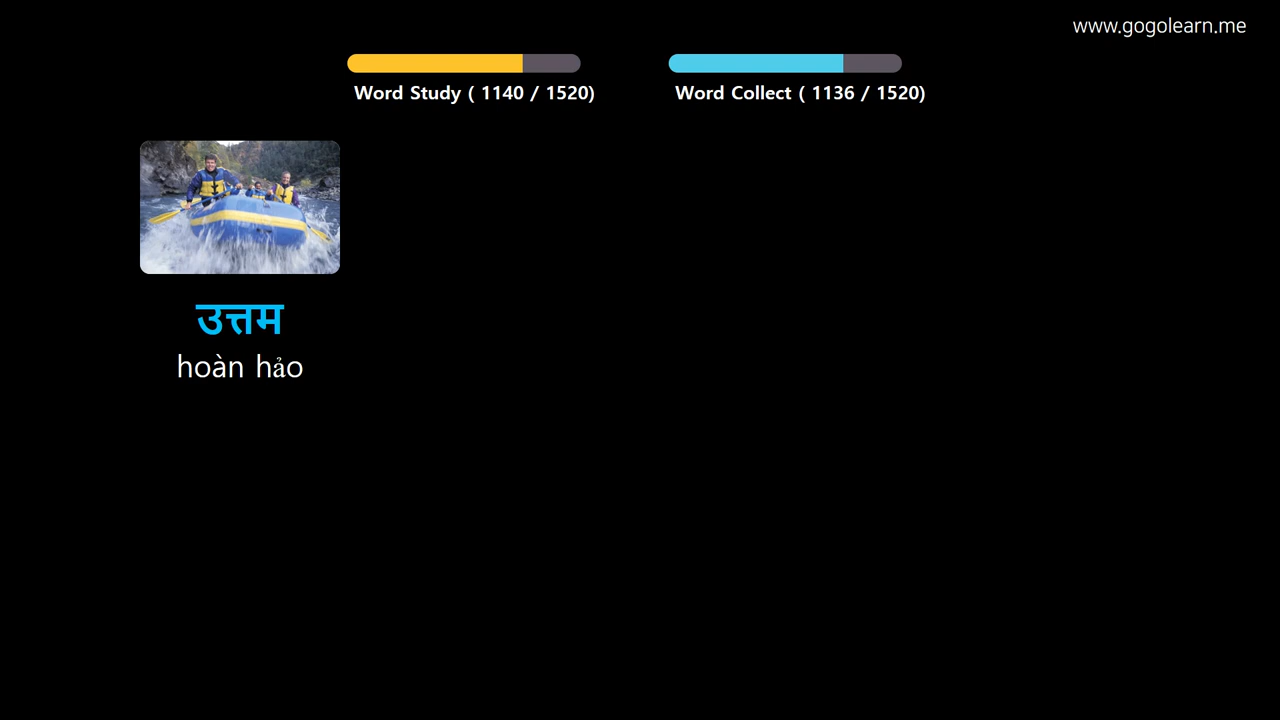 www.gogolearn.me
Word Study ( 1140 / 1520)
Word Collect ( 1136 / 1520)
उत्तम
hoàn hảo